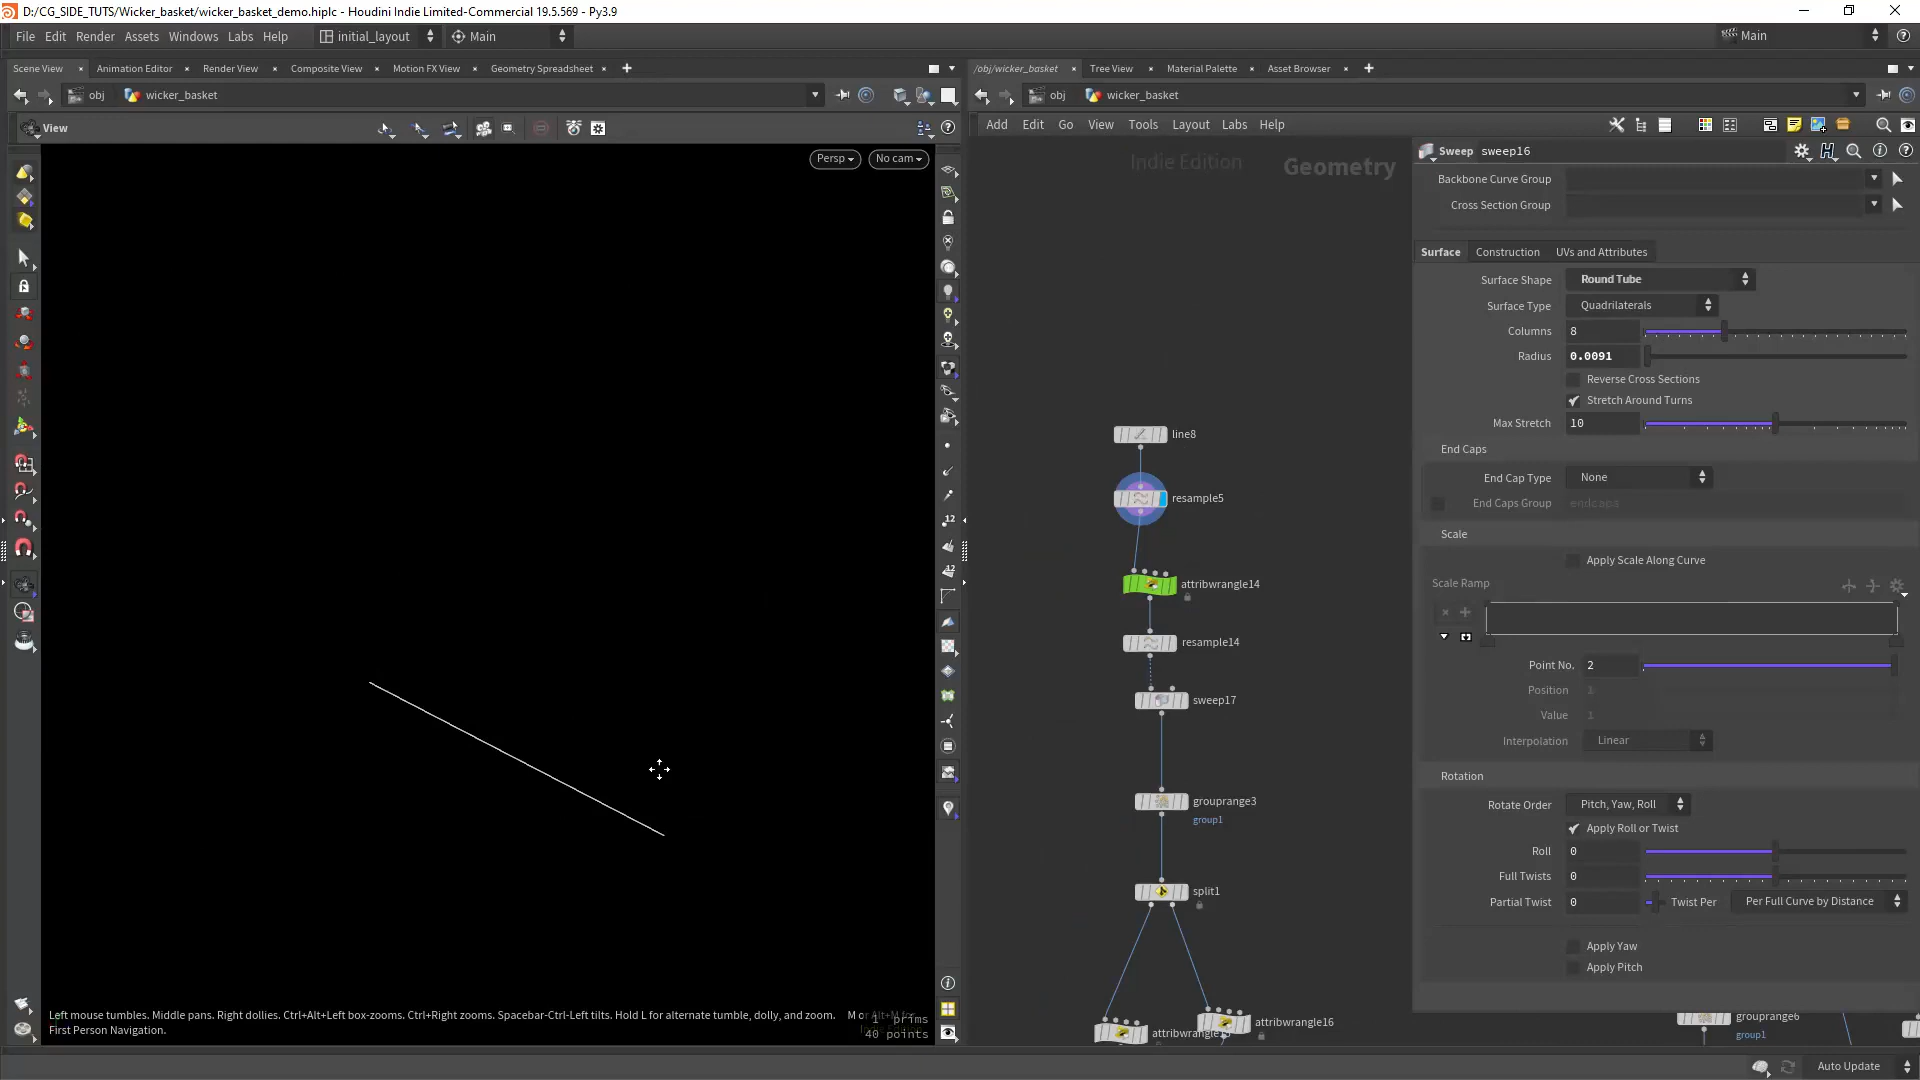 D:/CG_SIDE_TUTS/Wicker_basket/wicker_basket_demo.hiplc - Houdini Indie Limited-Commercial 19.5.569 - Py3.9
File Edit Render Assets Windows Labs Help initial_layout Main Main
Scene View Animation Editor Render View Composite View Motion FX View Geometry Spreadsheet
/obj/wicker_basket Tree View Material Palette Asset Browser
obj wicker_basket
obj wicker_basket
View
Add Edit Go View Tools Layout Labs Help
Persp No cam
Indie Edition
Geometry
Sweep sweep16
Backbone Curve Group
Cross Section Group
Surface Construction UVs and Attributes
Surface Shape Round Tube
Surface Type Quadrilaterals
Columns 8
Radius 0.0091
Reverse Cross Sections
Stretch Around Turns
Max Stretch 10
End Caps
End Cap Type None
End Caps Group endcaps
Scale
Apply Scale Along Curve
Scale Ramp
Point No. 2
Position 1
Value 1
Interpolation Linear
Rotation
Rotate Order Pitch, Yaw, Roll
Apply Roll or Twist
Roll 0
Full Twists 0
Partial Twist 0 Twist Per Per Full Curve by Distance
Apply Yaw
Apply Pitch
line8
resample5
attribwrangle14
resample14
sweep17
grouprange3
group1
split1
attribwrangle16
grouprange6
group1
12
12
Left mouse tumbles. Middle pans. Right dollies. Ctrl+Alt+Left box-zooms. Ctrl+Right zooms. Spacebar-Ctrl-Left tilts. Hold L for alternate tumble, dolly, and zoom.
First Person Navigation.
1 prims
40 points
Auto Update